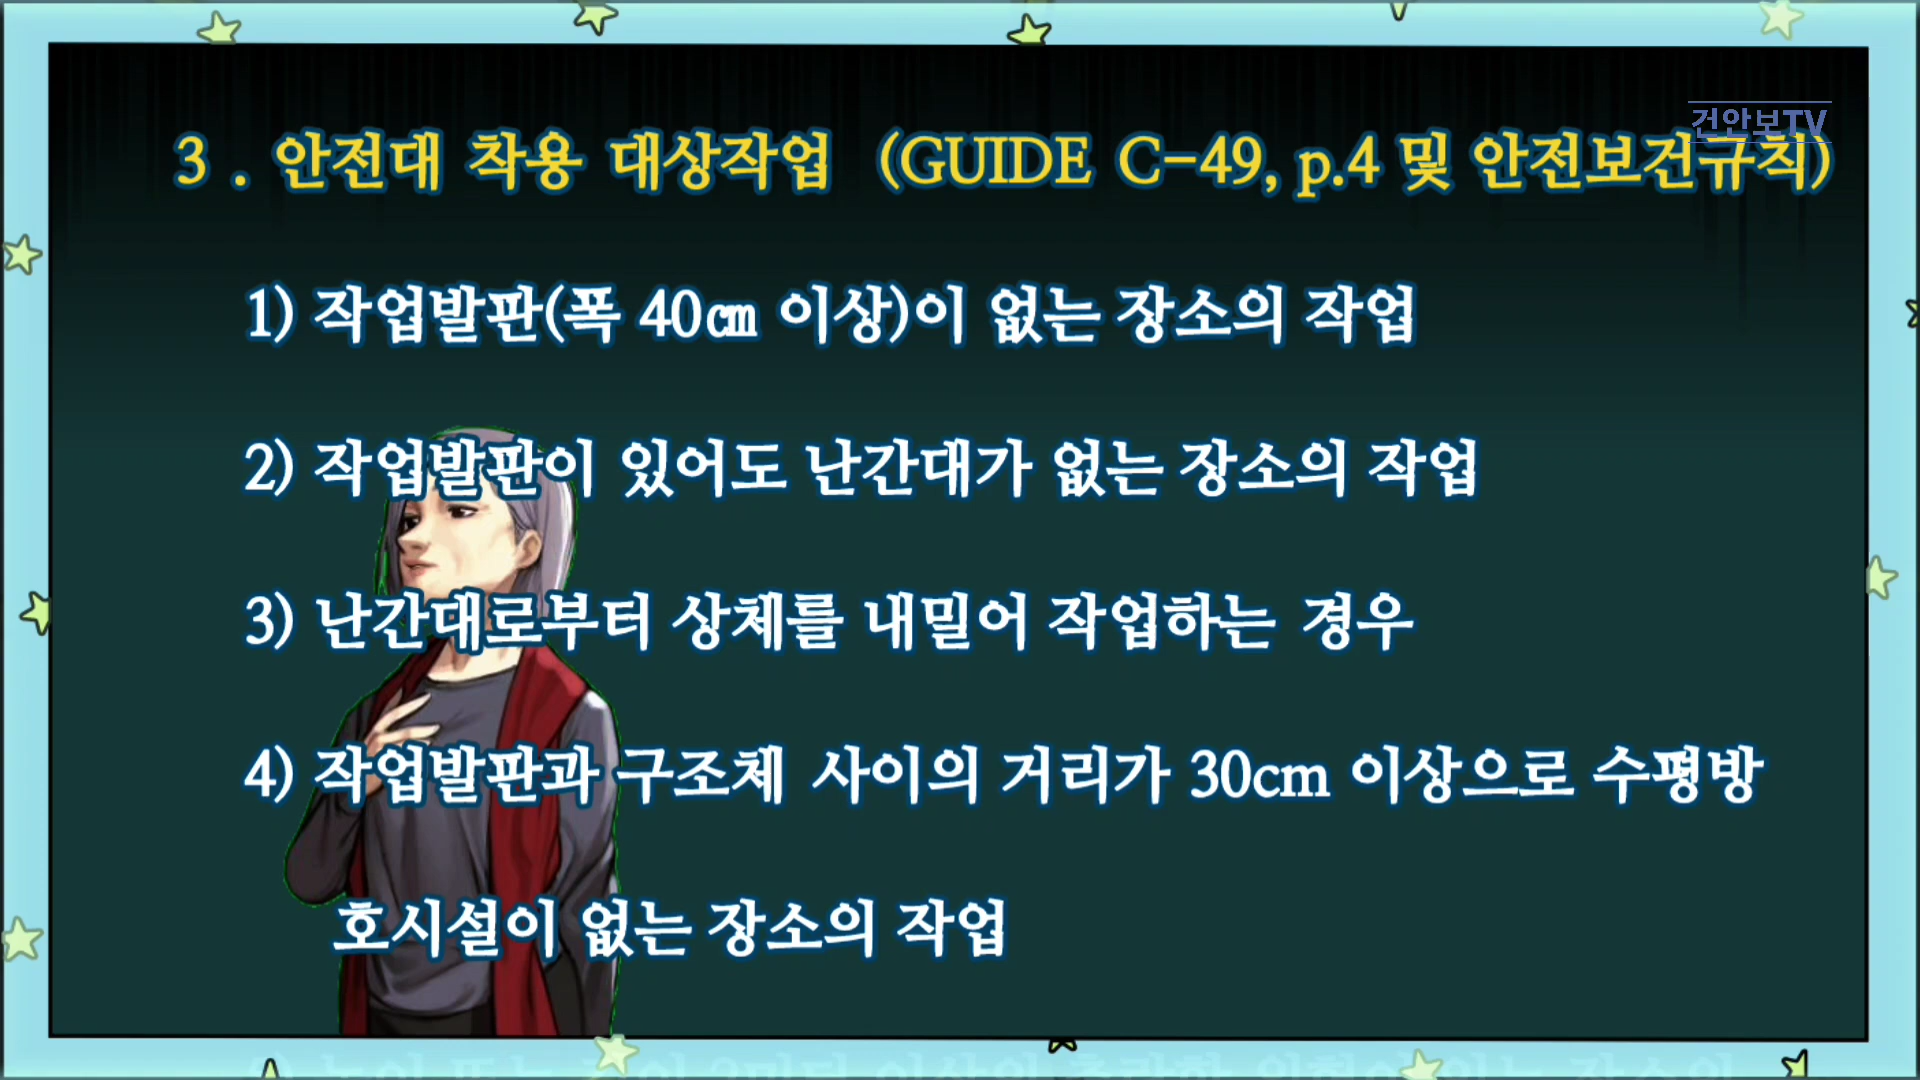 건안보TV
3 . 안전대 착용 대상작업 (GUIDE C-49, p.4 및 안전보건규칙)
1) 작업발판(폭 40㎝ 이상)이 없는 장소의 작업
2) 작업발판이 있어도 난간대가 없는 장소의 작업
3) 난간대로부터 상체를 내밀어 작업하는 경우
4) 작업발판과 구조체 사이의 거리가 30cm 이상으로 수평방
호시설이 없는 장소의 작업